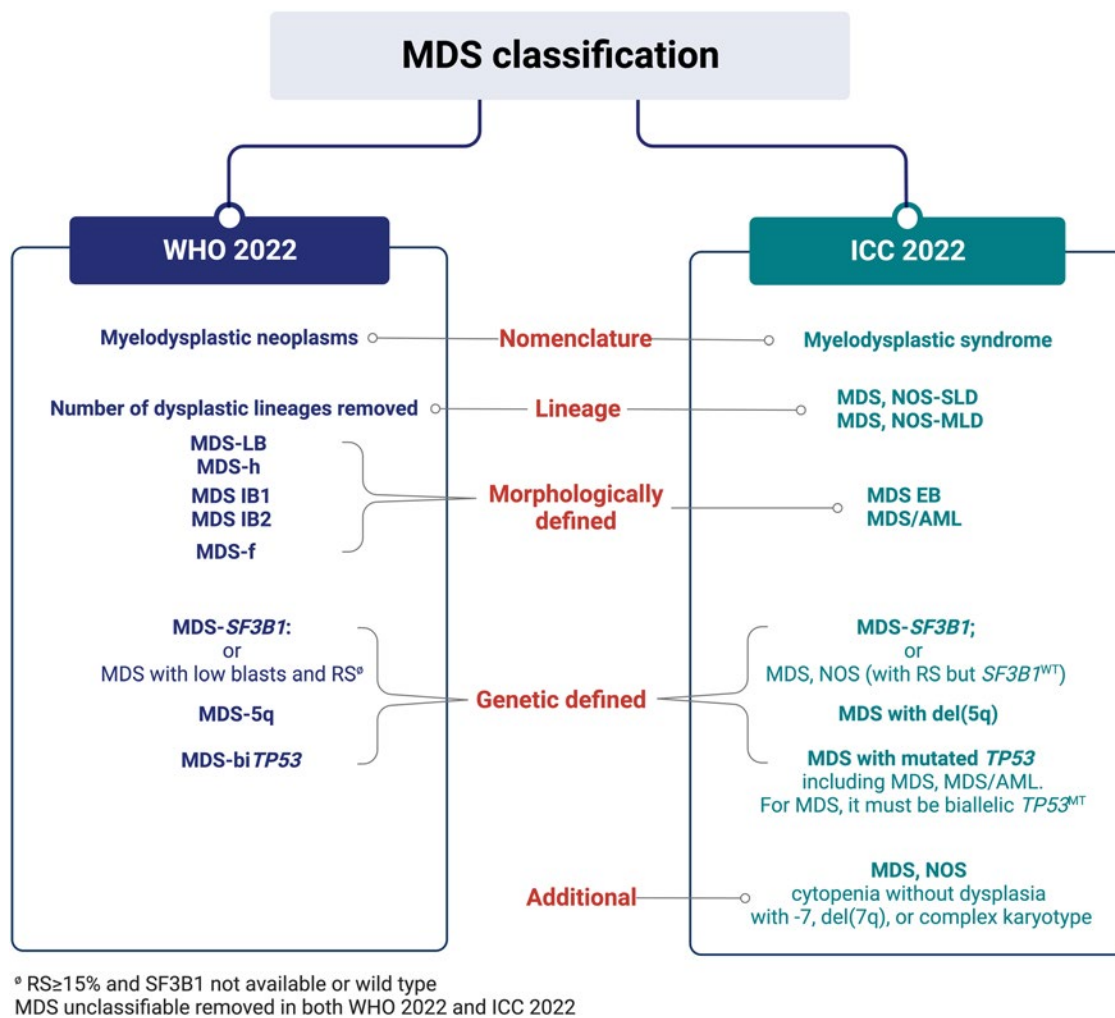 MDS classification
WHO 2022
ICC 2022
Myelodysplastic neoplasms
Nomenclature
Myelodysplastic syndrome
Number of dysplastic lineages removed
Lineage
MDS, NOS-SLD
MDS, NOS-MLD
MDS-LB
MDS-h
MDS IB1
MDS IB2
MDS-f
Morphologically
defined
MDS EB
MDS/AML
MDS-SF3B1:
or
MDS with low blasts and RSᶲ
MDS-5q
MDS-biTP53
Genetic defined
MDS-SF3B1;
or
MDS, NOS (with RS but SF3B1ᵂᵀ)
MDS with del(5q)
MDS with mutated TP53
including MDS, MDS/AML.
For MDS, it must be biallelic TP53ᴹᵀ
Additional
MDS, NOS
cytopenia without dysplasia
with -7, del(7q), or complex karyotype
ᶲ RS≥15% and SF3B1 not available or wild type
MDS unclassifiable removed in both WHO 2022 and ICC 2022